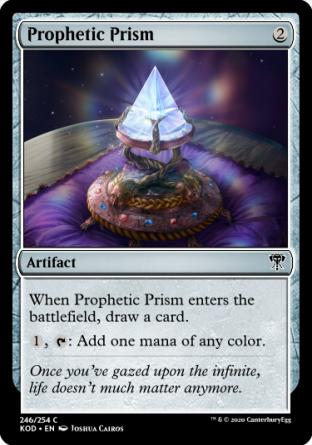 Prophetic Prism 2
Artifact
When Prophetic Prism enters the
battlefield, draw a card.
1, : Add one mana of any color.
Once you've gazed upon the infinite,
life doesn't much matter anymore.
246/254 C
KOD • EN Joshua Cairos
™ & © 2020 CanterburyEgg